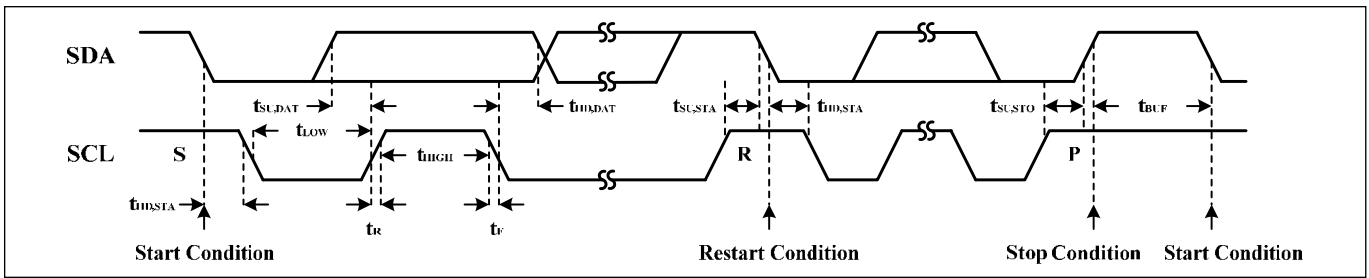 SDA
tSU,DAT
tHD,DAT
tSU,STA
tHD,STA
tSU,STO
tBUF
tLOW
SCL
S
tHIGH
R
P
tHD,STA
tR
tF
Start Condition
Restart Condition
Stop Condition
Start Condition